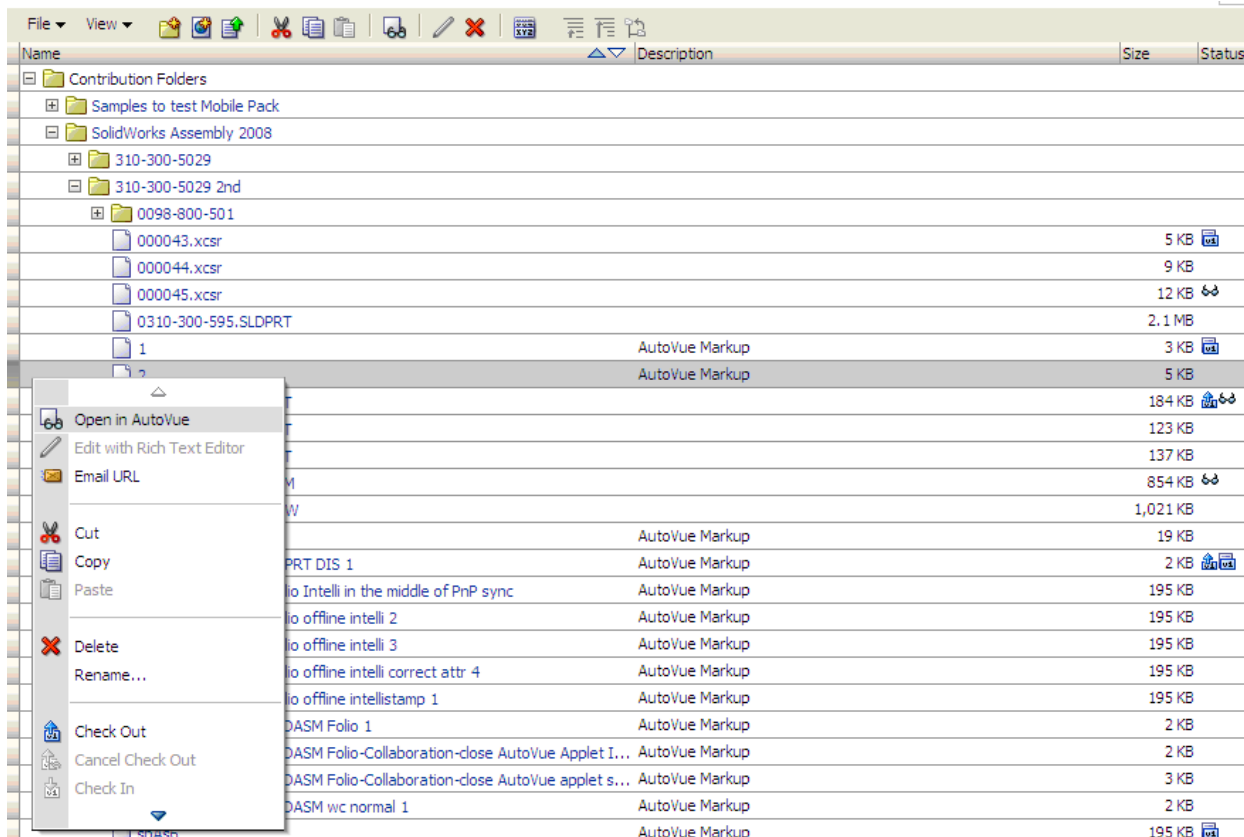 File View
Name Description Size Status
Contribution Folders
Samples to test Mobile Pack
SolidWorks Assembly 2008
310-300-5029
310-300-5029 2nd
0098-800-501
000043.xcsr 5 KB
000044.xcsr 9 KB
000045.xcsr 12 KB
0310-300-595.SLDPRT 2.1 MB
1 AutoVue Markup 3 KB
2 AutoVue Markup 5 KB
T 184 KB
Open in AutoVue
T 123 KB
Edit with Rich Text Editor
T 137 KB
Email URL
M 854 KB
W 1,021 KB
Cut
AutoVue Markup 19 KB
Copy
PRT DIS 1 AutoVue Markup 2 KB
Paste
lio Intelli in the middle of PnP sync AutoVue Markup 195 KB
lio offline intelli 2 AutoVue Markup 195 KB
Delete
lio offline intelli 3 AutoVue Markup 195 KB
Rename...
lio offline intelli correct attr 4 AutoVue Markup 195 KB
lio offline intellistamp 1 AutoVue Markup 195 KB
Check Out
DASM Folio 1 AutoVue Markup 2 KB
Cancel Check Out
DASM Folio-Collaboration-close AutoVue Applet I... AutoVue Markup 2 KB
Check In
DASM Folio-Collaboration-close AutoVue applet s... AutoVue Markup 3 KB
DASM wc normal 1 AutoVue Markup 2 KB
AutoVue Markup 195 KB